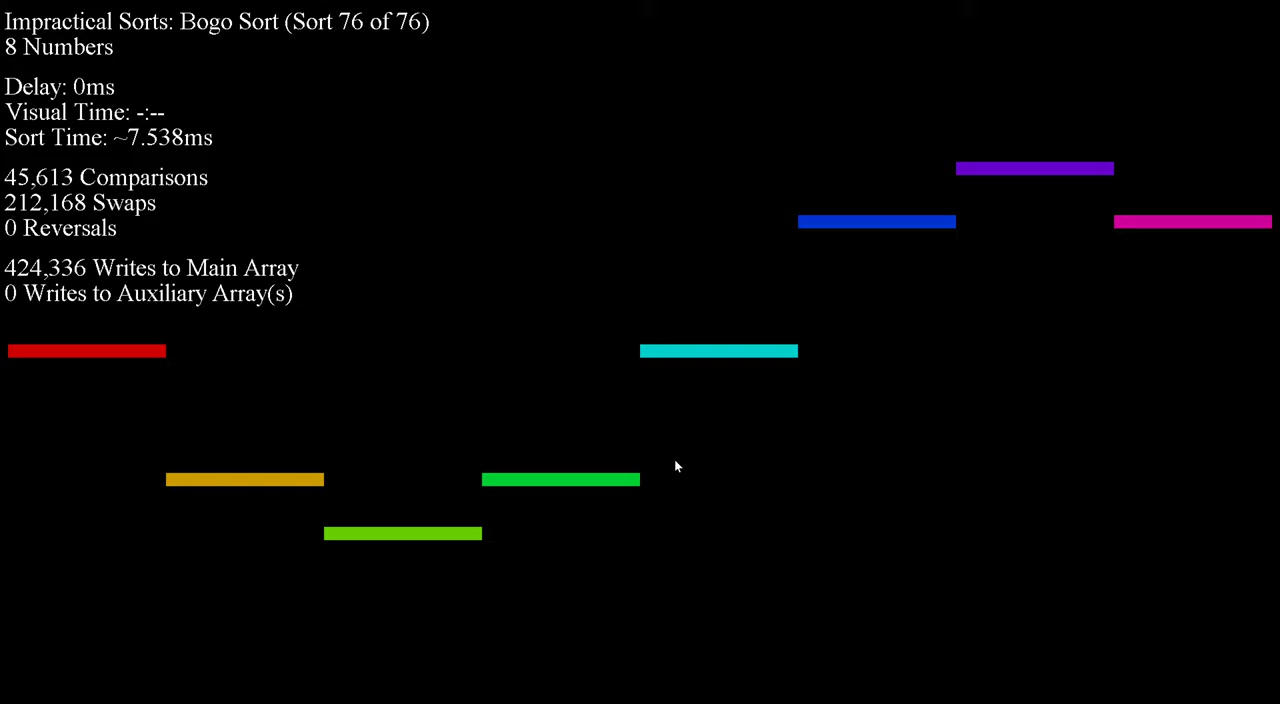 Impractical Sorts: Bogo Sort (Sort 76 of 76)
8 Numbers
Delay: 0ms
Visual Time: -:--
Sort Time: ~7.538ms
45,613 Comparisons
212,168 Swaps
0 Reversals
424,336 Writes to Main Array
0 Writes to Auxiliary Array(s)